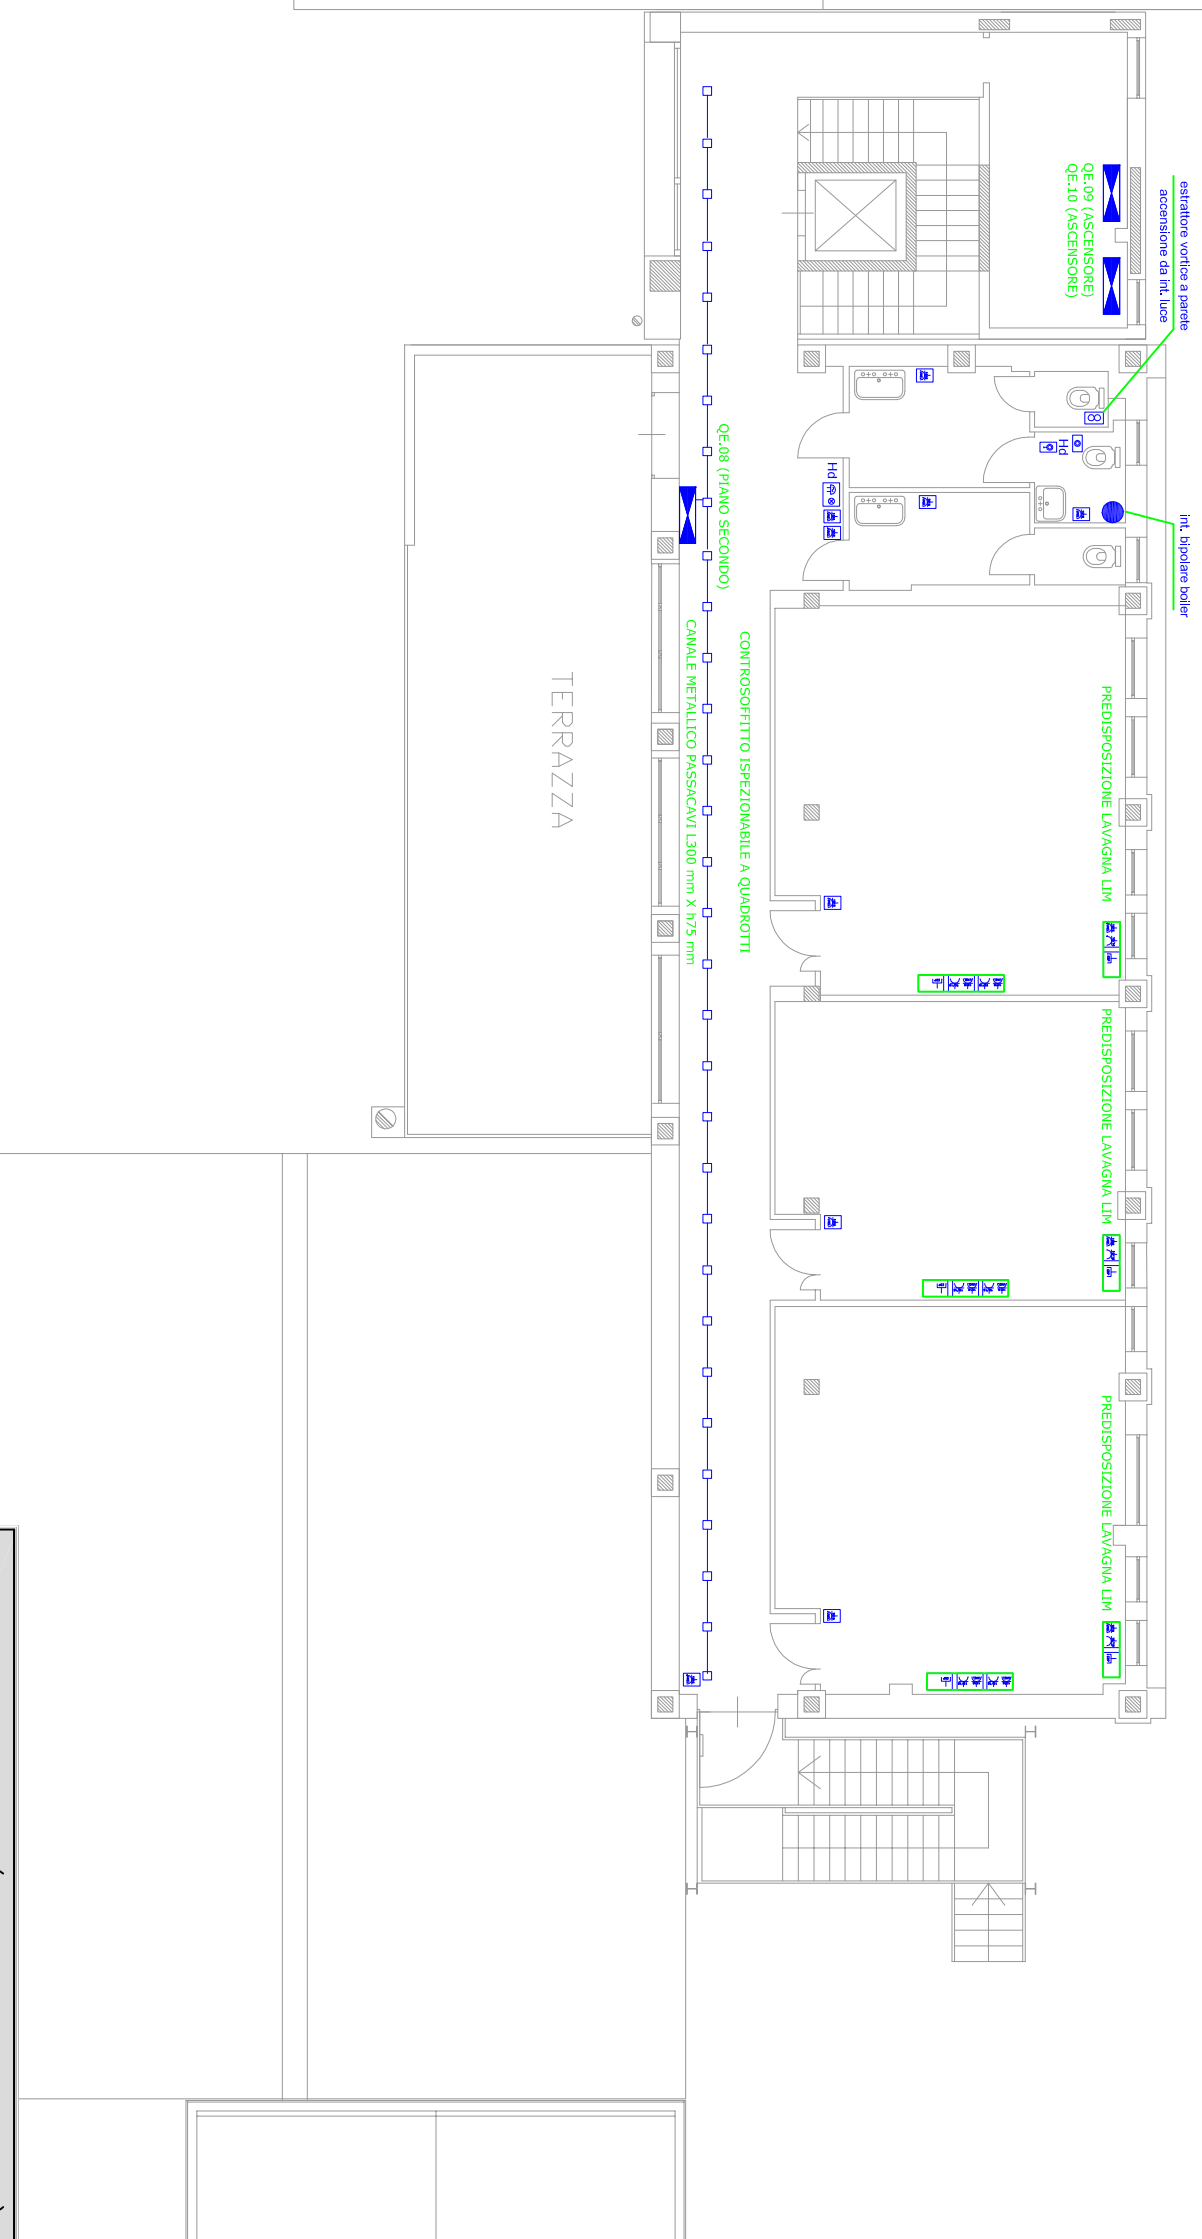 estrattore vortice a parete
accensione da int. luce
QE.09 (ASCENSORE)
QE.10 (ASCENSORE)
int. bipolare boiler
Hd
Hd
QE.08 (PIANO SECONDO)
CONTROSOFFITTO ISPEZIONABILE A QUADROTTI
CANALE METALLICO PASSACAVI L300 mm X h75 mm
TERRAZZA
PREDISPOSIZIONE LAVAGNA LIM
PREDISPOSIZIONE LAVAGNA LIM
PREDISPOSIZIONE LAVAGNA LIM